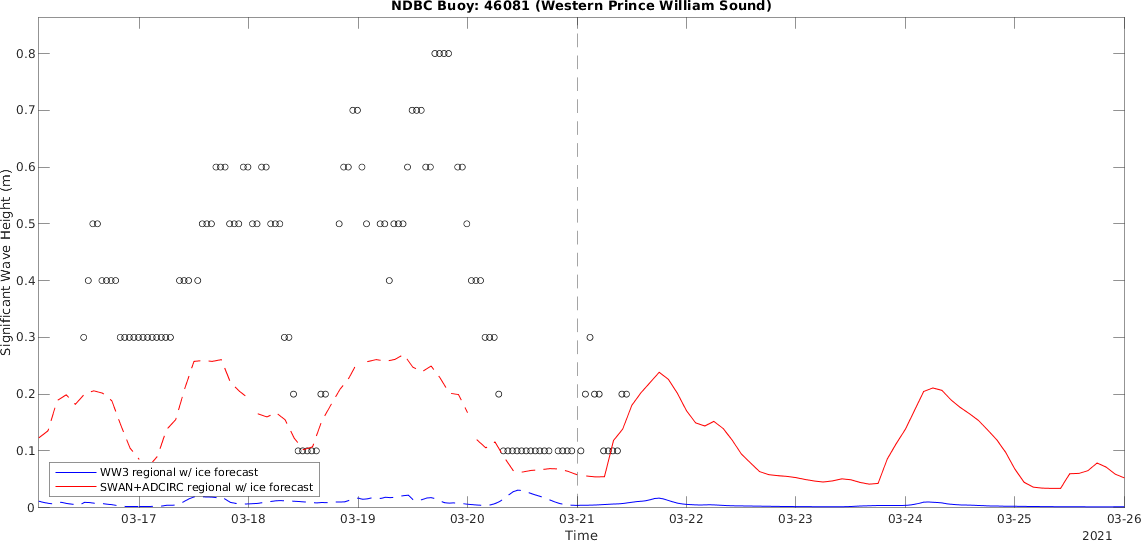 NDBC Buoy: 46081 (Western Prince William Sound)
Significant Wave Height (m)
0.8
0.7
0.6
0.5
0.4
0.3
0.2
0.1
0
WW3 regional w/ ice forecast
SWAN+ADCIRC regional w/ ice forecast
03-17 03-18 03-19 03-20 03-21 03-22 03-23 03-24 03-25 03-26
Time
2021